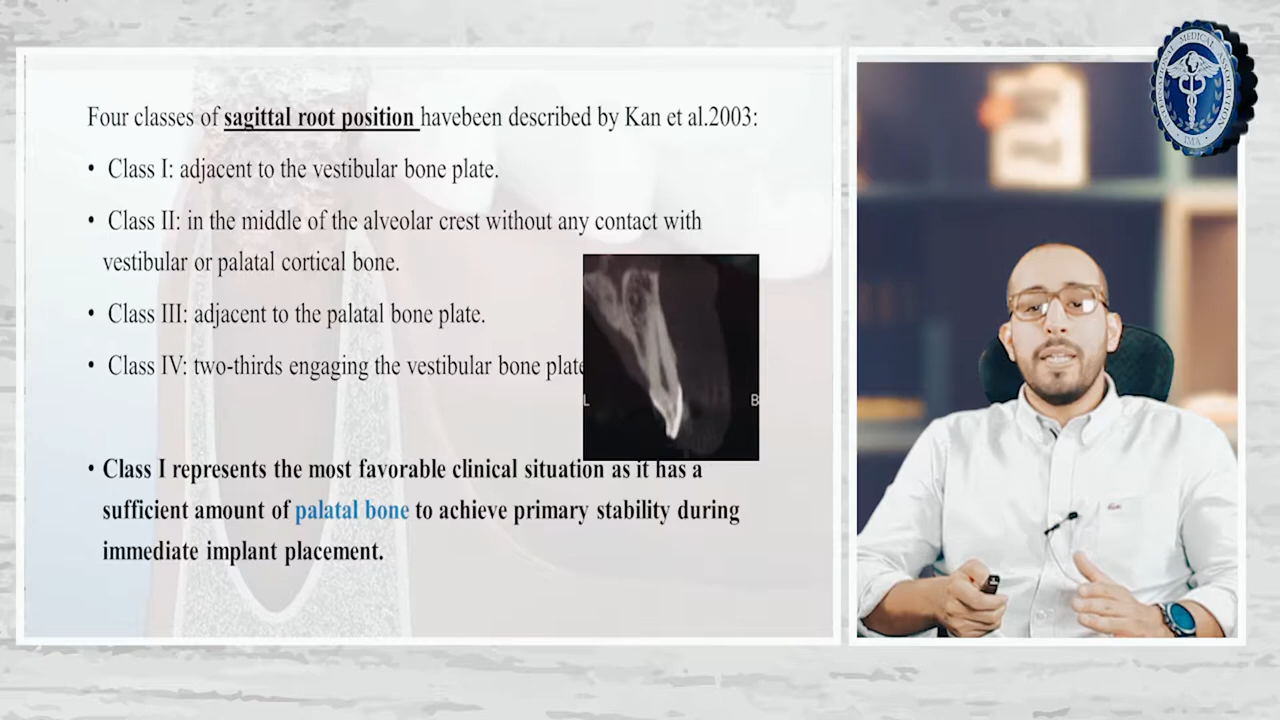 Four classes of sagittal root position havebeen described by Kan et al.2003:
• Class I: adjacent to the vestibular bone plate.
• Class II: in the middle of the alveolar crest without any contact with
vestibular or palatal cortical bone.
• Class III: adjacent to the palatal bone plate.
• Class IV: two-thirds engaging the vestibular bone plate
L
B
• Class I represents the most favorable clinical situation as it has a
sufficient amount of palatal bone to achieve primary stability during
immediate implant placement.
INTERNATIONAL MEDICAL ASSOCIATION
IMA